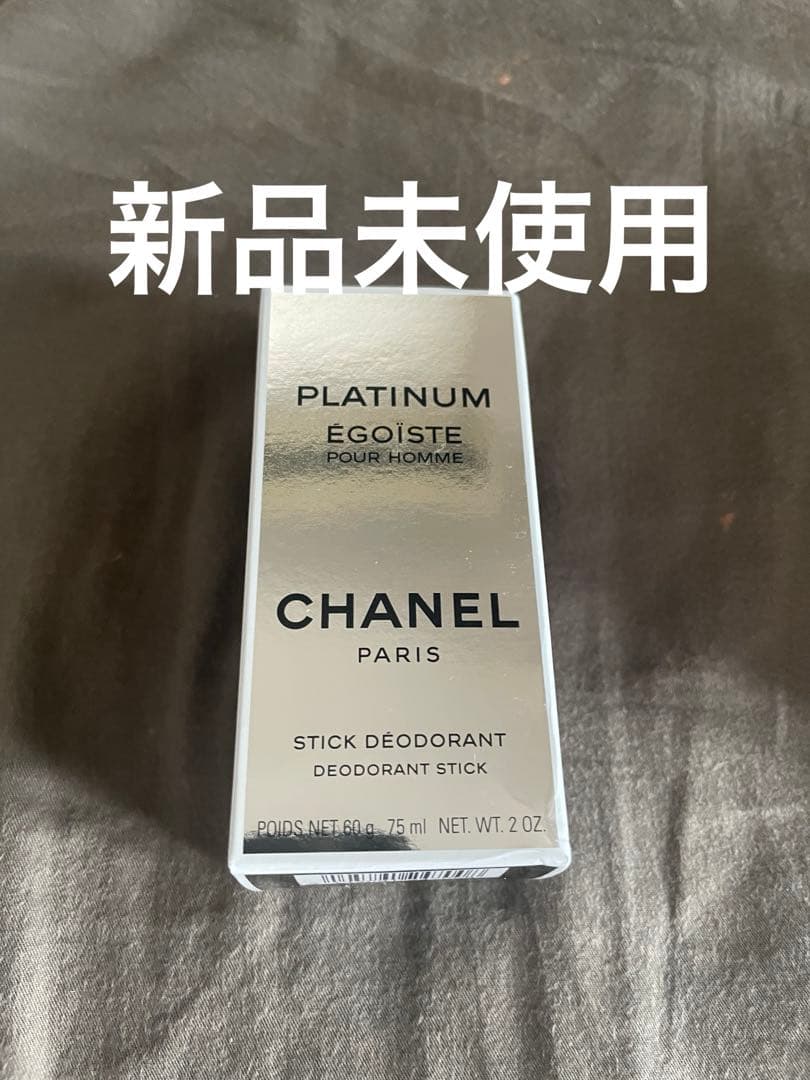 新品未使用
PLATINUM
ÉGOÏSTE
POUR HOMME
CHANEL
PARIS
STICK DÉODORANT
DEODORANT STICK
POIDS NET 60 g 75 ml NET. WT. 2 OZ.